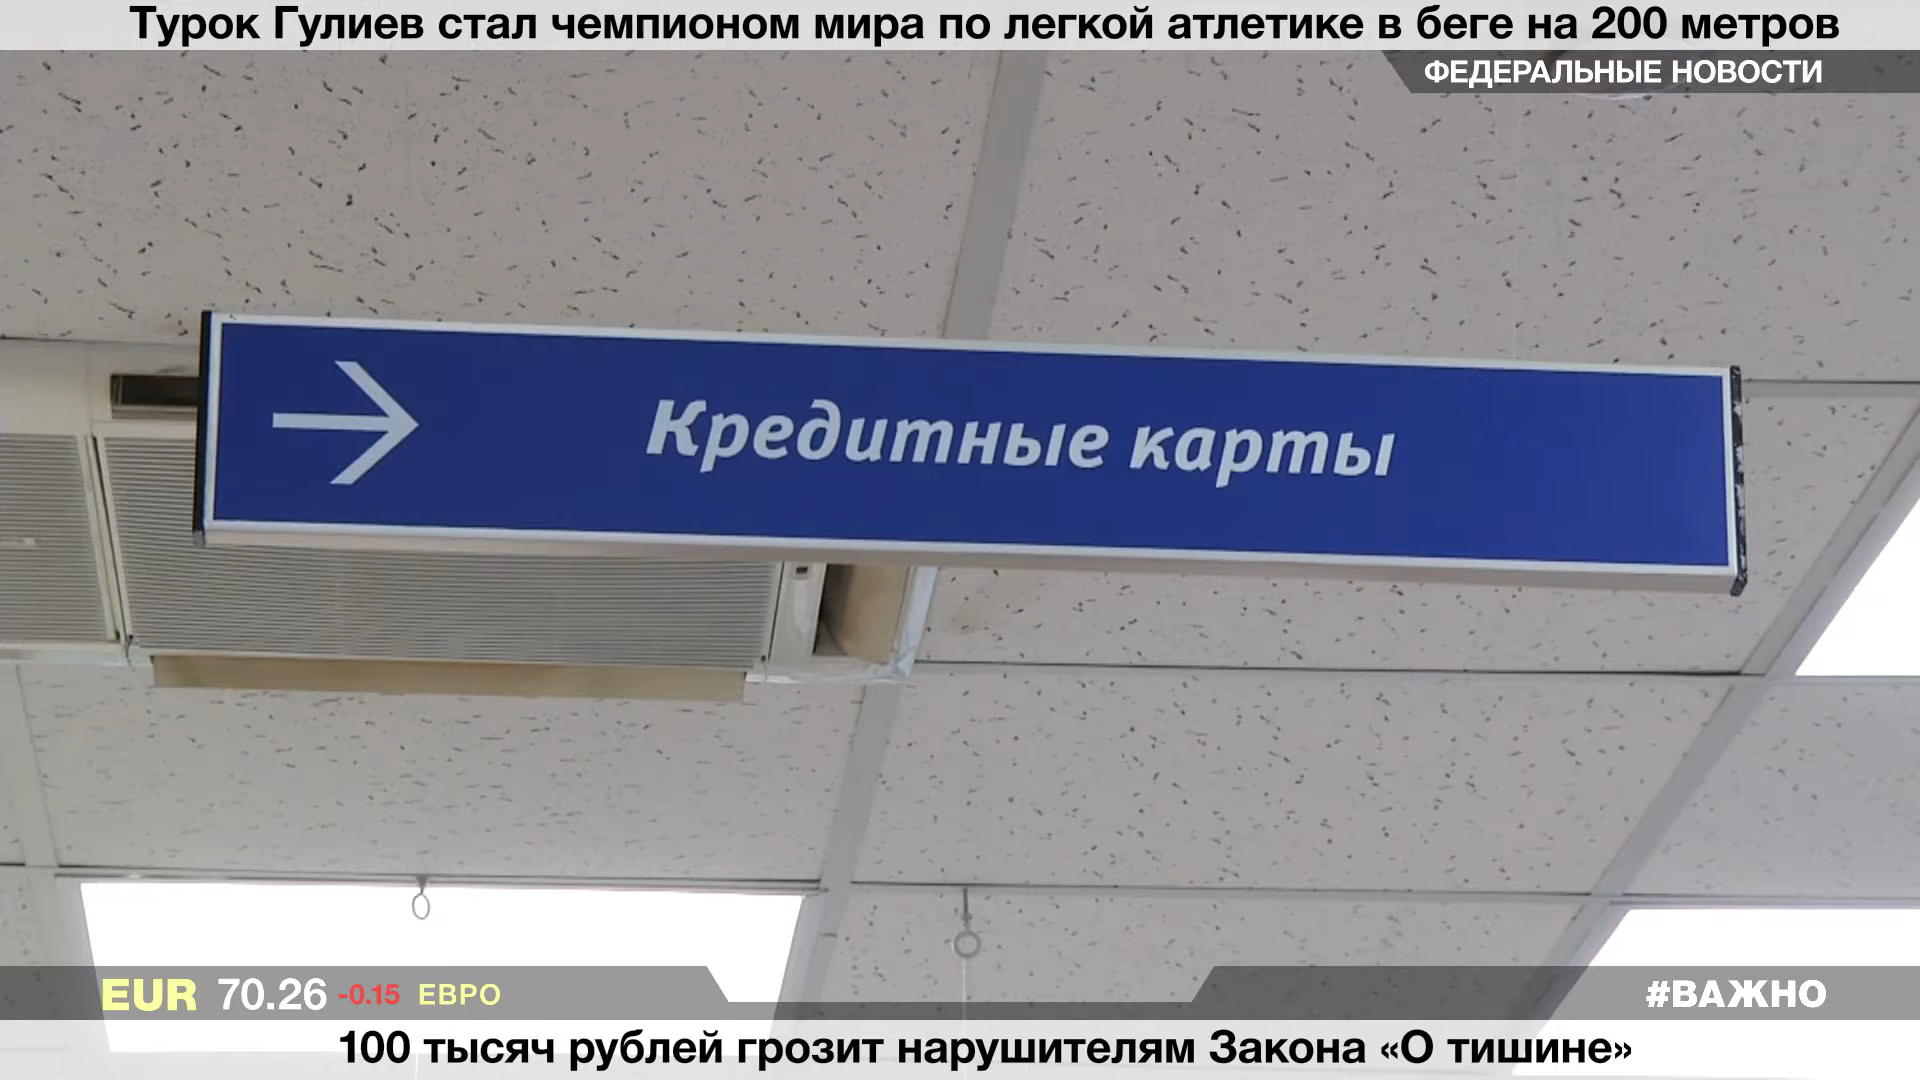 Турок Гулиев стал чемпионом мира по легкой атлетике в беге на 200 метров
ФЕДЕРАЛЬНЫЕ НОВОСТИ
Кредитные карты
EUR 70.26 -0.15 ЕВРО
#ВАЖНО
100 тысяч рублей грозит нарушителям Закона «О тишине»